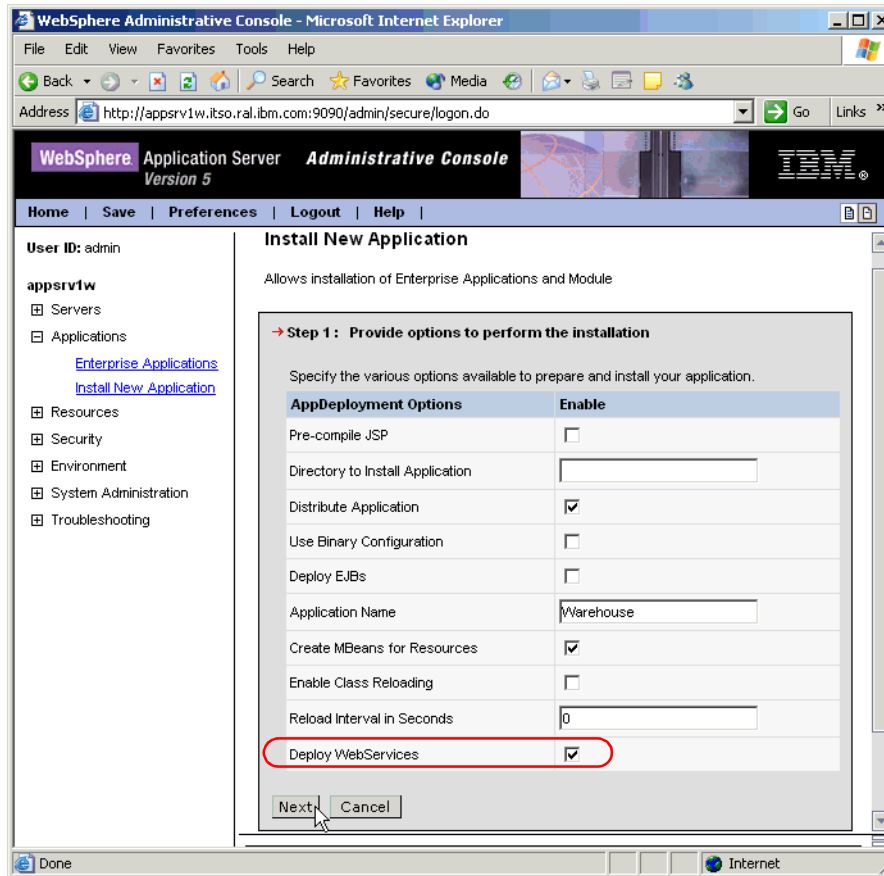 WebSphere Administrative Console - Microsoft Internet Explorer
File Edit View Favorites Tools Help
Back Search Favorites Media
Address http://appsrv1w.itso.ral.ibm.com:9090/admin/secure/logon.do Go Links »
WebSphere Application Server Administrative Console
Version 5
IBM®
Home | Save | Preferences | Logout | Help |
User ID: admin
appsrv1w
Servers
Applications
Enterprise Applications
Install New Application
Resources
Security
Environment
System Administration
Troubleshooting
Install New Application
Allows installation of Enterprise Applications and Module
→ Step 1 : Provide options to perform the installation
Specify the various options available to prepare and install your application.
AppDeployment Options Enable
Pre-compile JSP
Directory to Install Application
Distribute Application
Use Binary Configuration
Deploy EJBs
Application Name Warehouse
Create MBeans for Resources
Enable Class Reloading
Reload Interval in Seconds 0
Deploy WebServices
Next Cancel
Done Internet